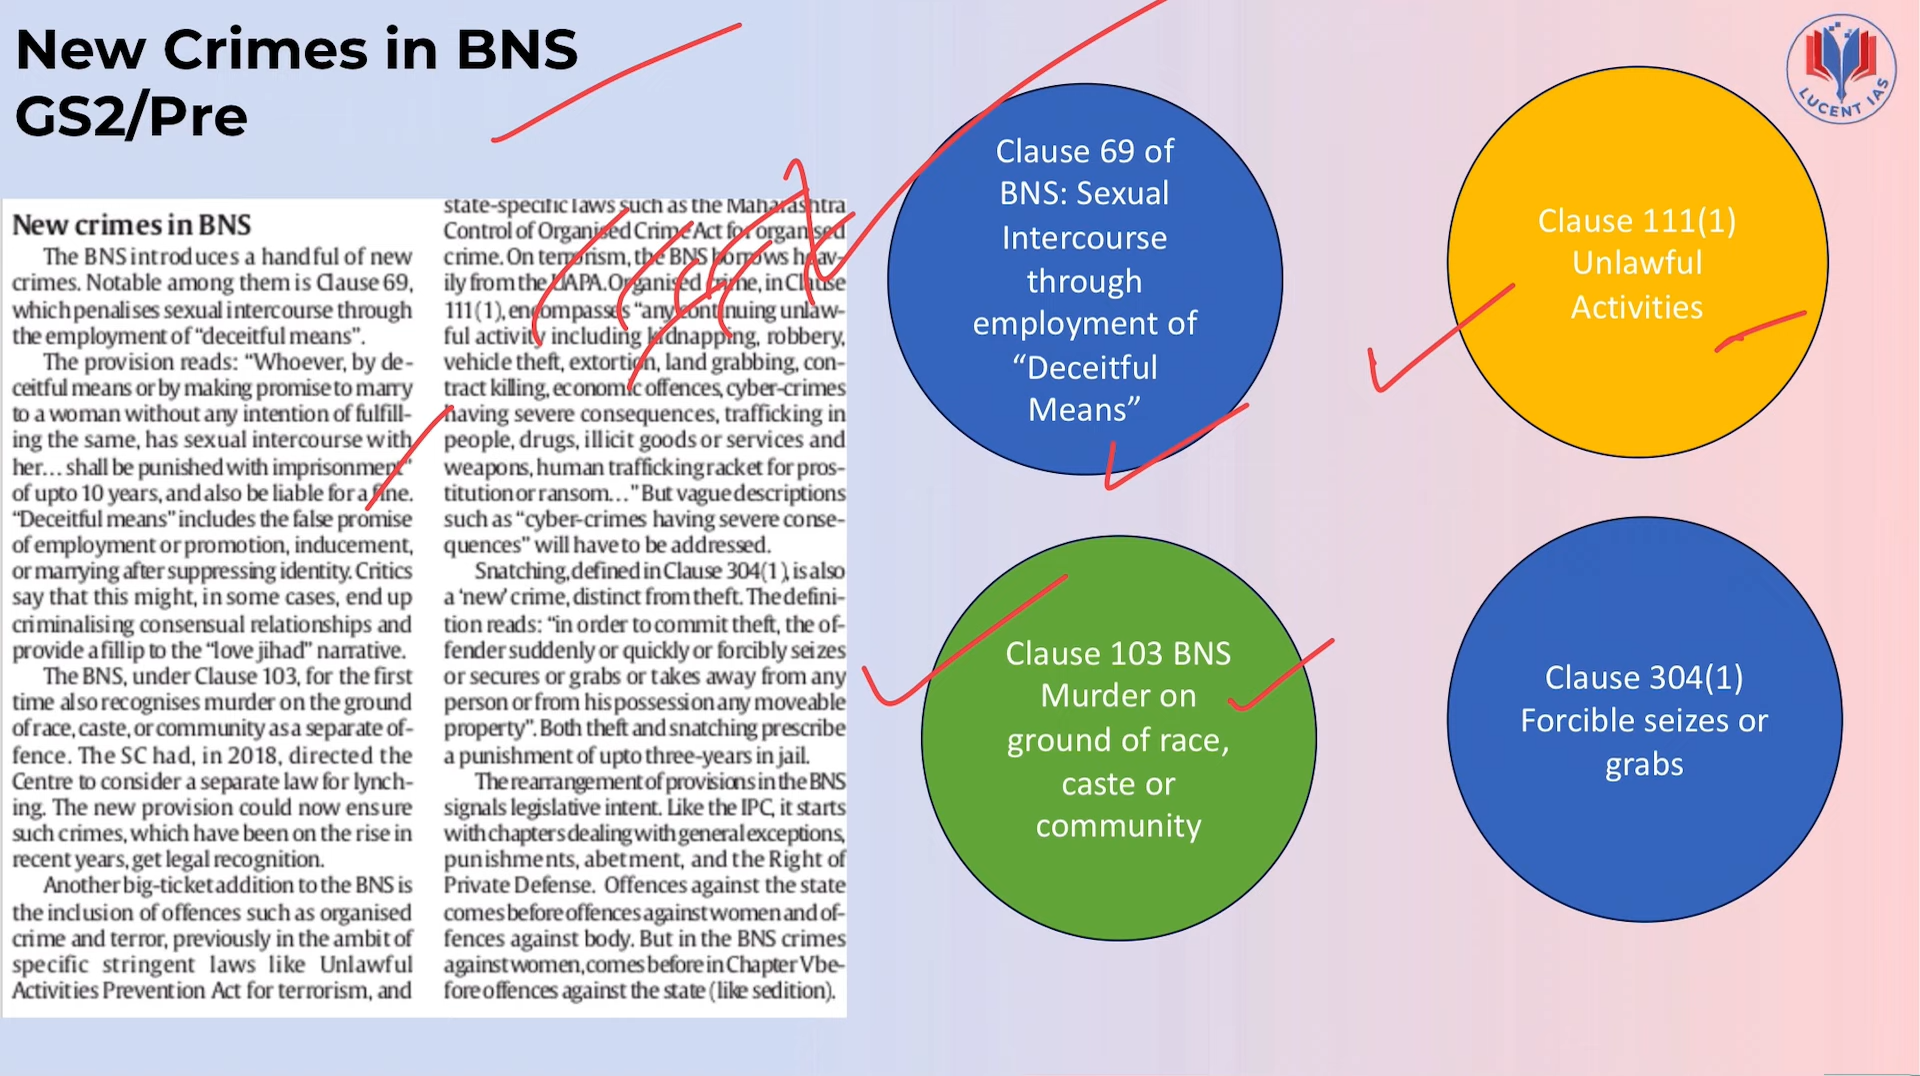 New Crimes in BNS
GS2/Pre
New crimes in BNS
The BNS introduces a handful of new
crimes. Notable among them is Clause 69,
which penalises sexual intercourse through
the employment of “deceitful means”.
The provision reads: “Whoever, by de-
ceitful means or by making promise to marry
to a woman without any intention of fulfill-
ing the same, has sexual intercourse with
her... shall be punished with imprisonment”
of upto 10 years, and also be liable for a fine.
“Deceitful means” includes the false promise
of employment or promotion, inducement,
or marrying after suppressing identity. Critics
say that this might, in some cases, end up
criminalising consensual relationships and
provide a fillip to the “love jihad” narrative.
The BNS, under Clause 103, for the first
time also recognises murder on the ground
of race, caste, or community as a separate of-
fence. The SC had, in 2018, directed the
Centre to consider a separate law for lynch-
ing. The new provision could now ensure
such crimes, which have been on the rise in
recent years, get legal recognition.
Another big-ticket addition to the BNS is
the inclusion of offences such as organised
crime and terror, previously in the ambit of
specific stringent laws like Unlawful
Activities Prevention Act for terrorism, and
state-specific laws such as the Maharashtra
Control of Organised Crime Act for organised
crime. On terrorism, the BNS borrows heav-
ily from the UAPA. Organised crime, in Clause
111(1), encompasses “any continuing unlaw-
ful activity including kidnapping, robbery,
vehicle theft, extortion, land grabbing, con-
tract killing, economic offences, cyber-crimes
having severe consequences, trafficking in
people, drugs, illicit goods or services and
weapons, human trafficking racket for pros-
titution or ransom...” But vague descriptions
such as “cyber-crimes having severe conse-
quences” will have to be addressed.
Snatching, defined in Clause 304(1), is also
a ‘new’ crime, distinct from theft. The defini-
tion reads: “in order to commit theft, the of-
fender suddenly or quickly or forcibly seizes
or secures or grabs or takes away from any
person or from his possession any moveable
property”. Both theft and snatching prescribe
a punishment of upto three-years in jail.
The rearrangement of provisions in the BNS
signals legislative intent. Like the IPC, it starts
with chapters dealing with general exceptions,
punishments, abetment, and the Right of
Private Defense. Offences against the state
comes before offences against women and of-
fences against body. But in the BNS crimes
against women, comes before in Chapter V be-
fore offences against the state (like sedition).
Clause 69 of
BNS: Sexual
Intercourse
through
employment of
“Deceitful
Means”
Clause 111(1)
Unlawful
Activities
Clause 103 BNS
Murder on
ground of race,
caste or
community
Clause 304(1)
Forcible seizes or
grabs
LUCENT IAS